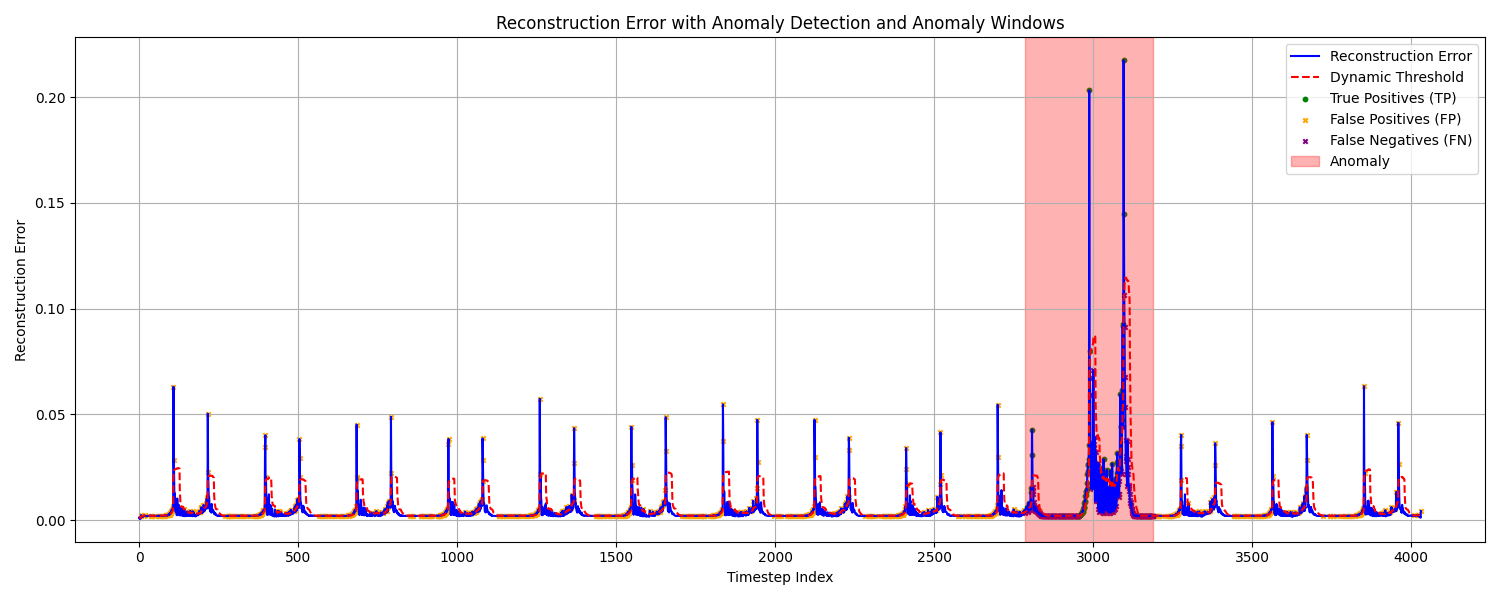 Reconstruction Error with Anomaly Detection and Anomaly Windows
Reconstruction Error
Dynamic Threshold
True Positives (TP)
False Positives (FP)
False Negatives (FN)
Anomaly
Reconstruction Error
0.20
0.15
0.10
0.05
0.00
0 500 1000 1500 2000 2500 3000 3500 4000
Timestep Index